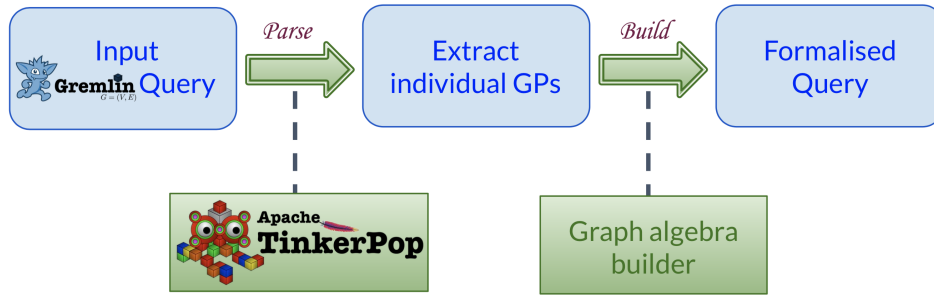 Parse
Build
Input
Gremlin Query
G = (V, E)
Extract
individual GPs
Formalised
Query
Apache
TinkerPop
Graph algebra
builder